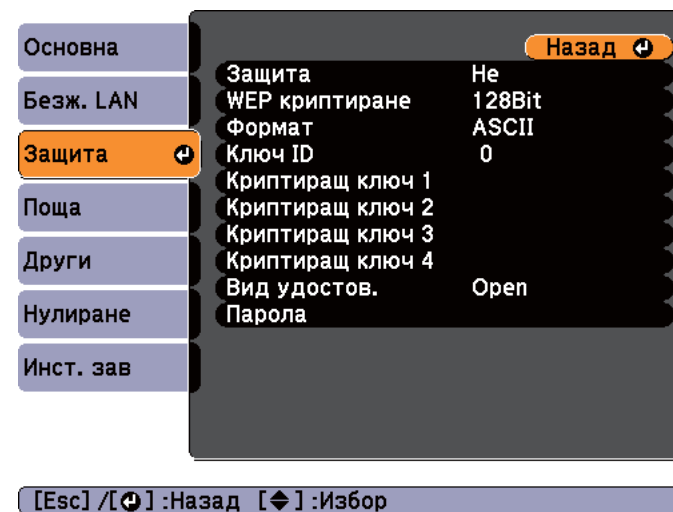 Основна
Безж. LAN
Защита
Поща
Други
Нулиране
Инст. зав
Назад
Защита Не
WEP криптиране 128Bit
Формат ASCII
Ключ ID 0
Криптиращ ключ 1
Криптиращ ключ 2
Криптиращ ключ 3
Криптиращ ключ 4
Вид удостов. Open
Парола
[Esc] /[⏎] :Назад [◆] :Избор